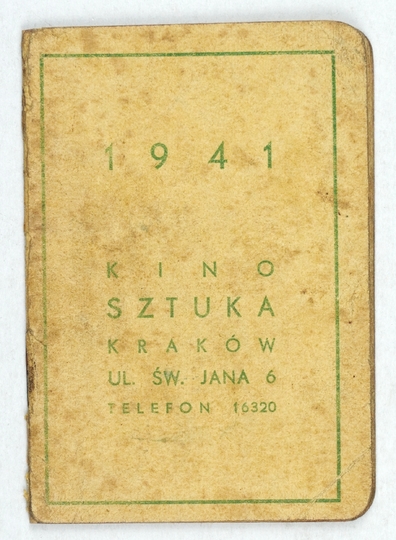 1941
KINO
SZTUKA
KRAKÓW
UL. ŚW. JANA 6
TELEFON 16320